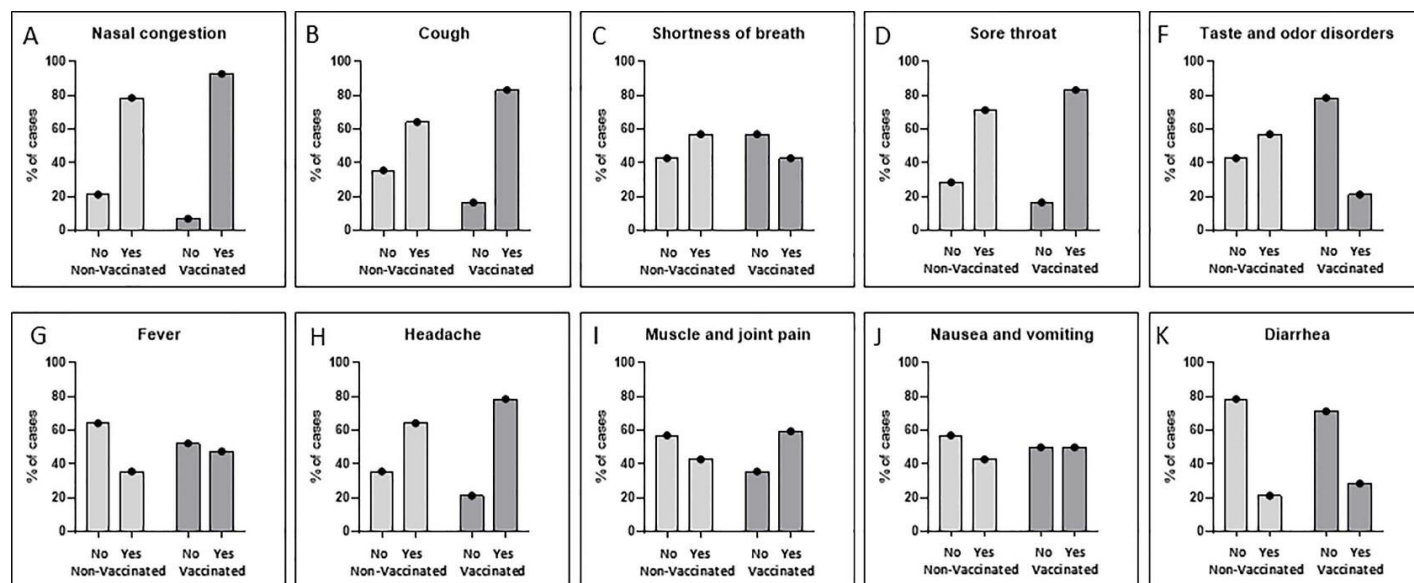 A Nasal congestion
% of cases
100
80
60
40
20
0
No Yes No Yes
Non-Vaccinated Vaccinated
B Cough
% of cases
100
80
60
40
20
0
No Yes No Yes
Non-Vaccinated Vaccinated
C Shortness of breath
% of cases
100
80
60
40
20
0
No Yes No Yes
Non-Vaccinated Vaccinated
D Sore throat
% of cases
100
80
60
40
20
0
No Yes No Yes
Non-Vaccinated Vaccinated
F Taste and odor disorders
% of cases
100
80
60
40
20
0
No Yes No Yes
Non-Vaccinated Vaccinated
G Fever
% of cases
100
80
60
40
20
0
No Yes No Yes
Non-Vaccinated Vaccinated
H Headache
% of cases
100
80
60
40
20
0
No Yes No Yes
Non-Vaccinated Vaccinated
I Muscle and joint pain
% of cases
100
80
60
40
20
0
No Yes No Yes
Non-Vaccinated Vaccinated
J Nausea and vomiting
% of cases
100
80
60
40
20
0
No Yes No Yes
Non-Vaccinated Vaccinated
K Diarrhea
% of cases
100
80
60
40
20
0
No Yes No Yes
Non-Vaccinated Vaccinated